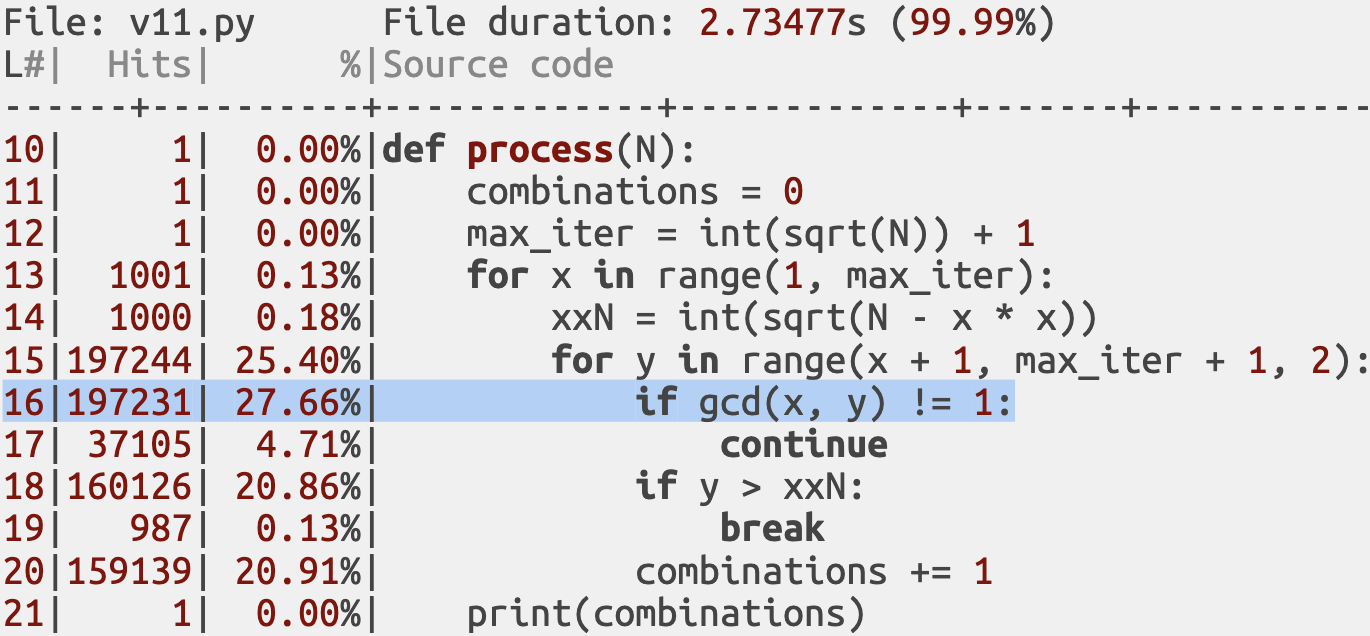 File: v11.py      File duration: 2.73477s (99.99%)
L#|  Hits|      %|Source code
------+----------+-------------+-------------+-------+-----------
10|     1|  0.00%|def process(N):
11|     1|  0.00%|    combinations = 0
12|     1|  0.00%|    max_iter = int(sqrt(N)) + 1
13|  1001|  0.13%|    for x in range(1, max_iter):
14|  1000|  0.18%|        xxN = int(sqrt(N - x * x))
15|197244| 25.40%|        for y in range(x + 1, max_iter + 1, 2):
16|197231| 27.66%|            if gcd(x, y) != 1:
17| 37105|  4.71%|                continue
18|160126| 20.86%|            if y > xxN:
19|   987|  0.13%|                break
20|159139| 20.91%|            combinations += 1
21|     1|  0.00%|    print(combinations)